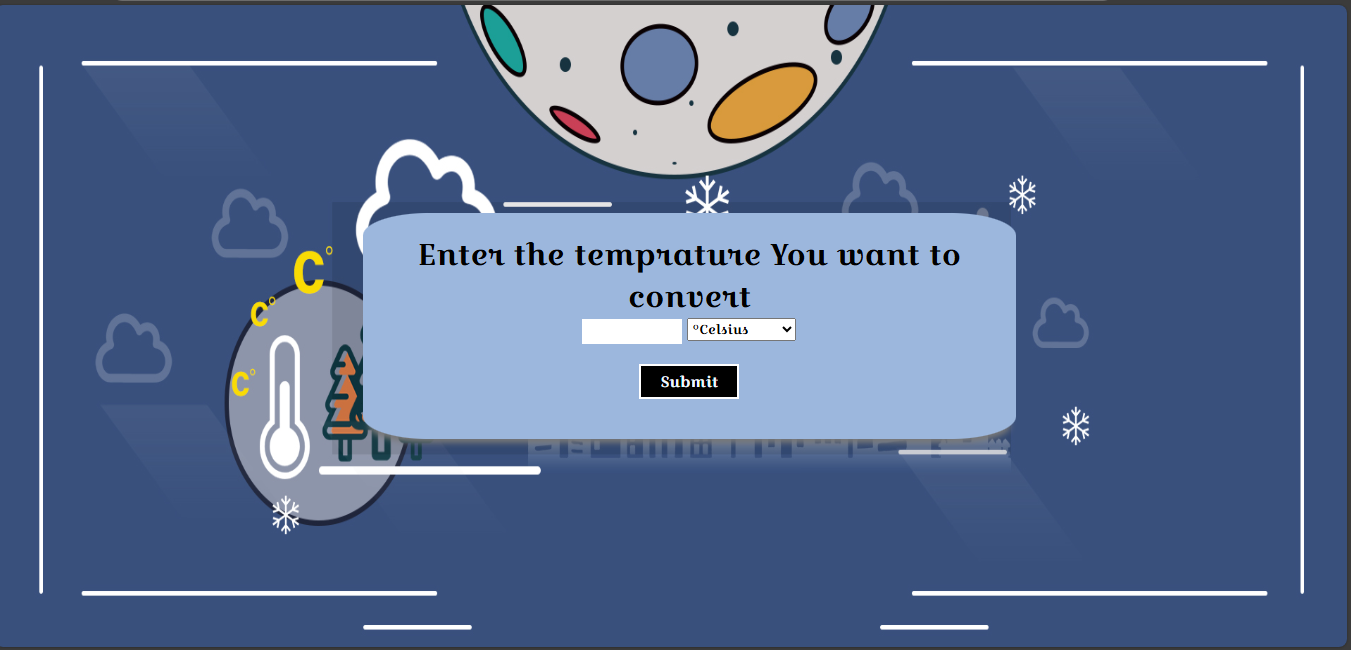 C°
C°
C°
Enter the temprature You want to
convert
°Celsius
Submit